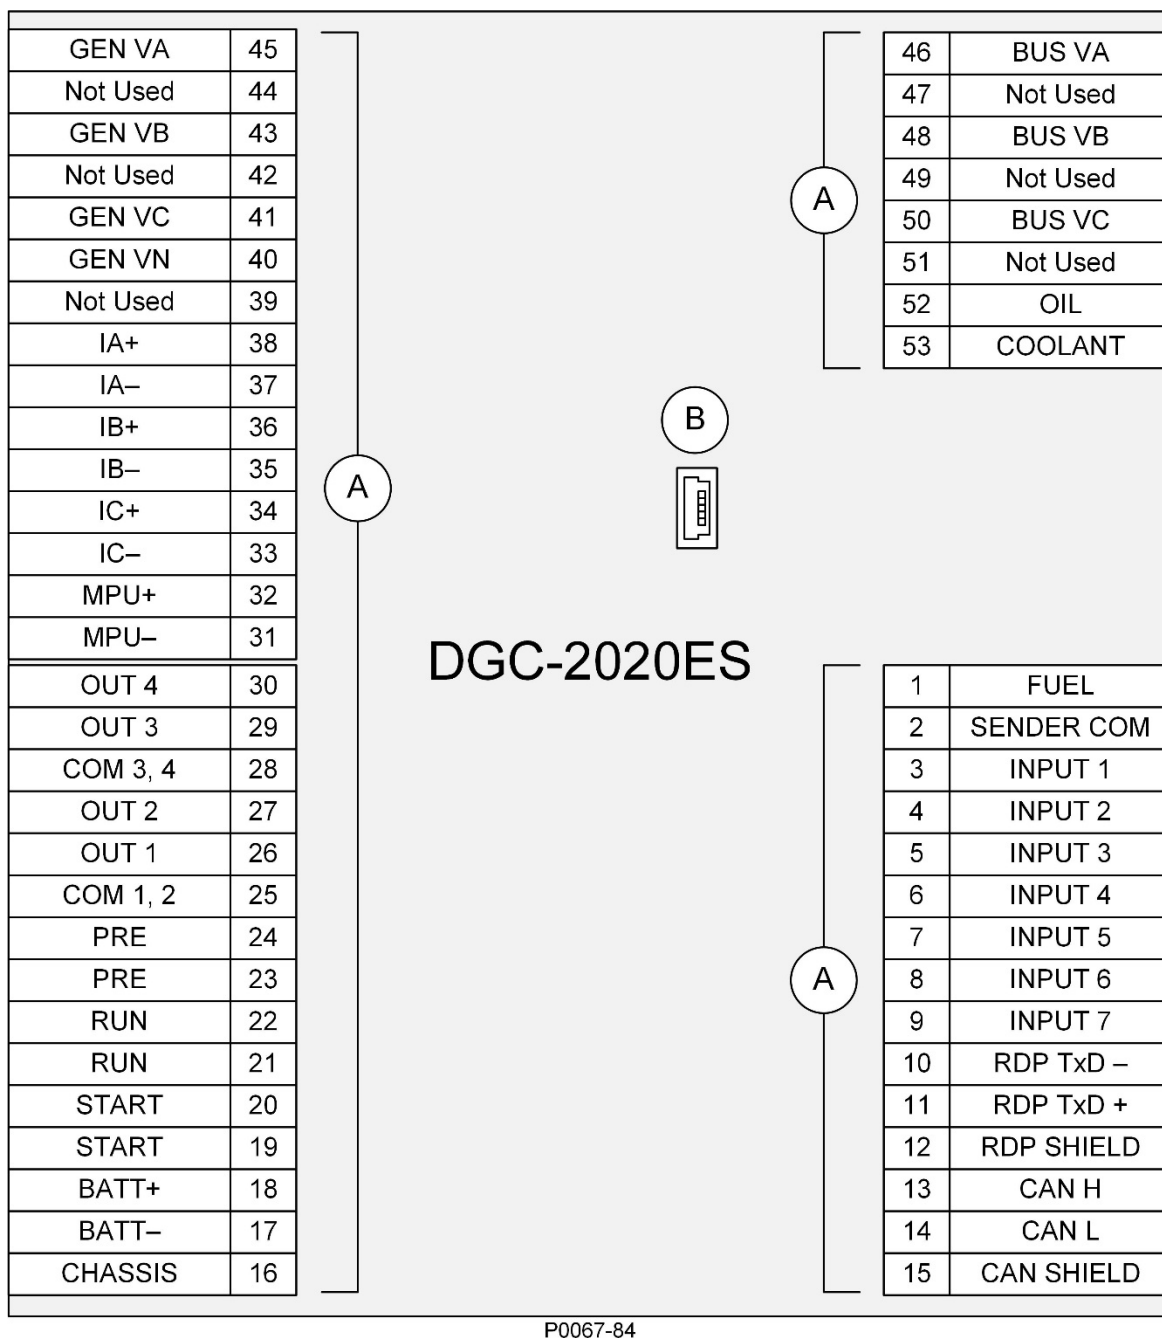 GEN VA 45
Not Used 44
GEN VB 43
Not Used 42
GEN VC 41
GEN VN 40
Not Used 39
IA+ 38
IA– 37
IB+ 36
IB– 35
IC+ 34
IC– 33
MPU+ 32
MPU– 31
OUT 4 30
OUT 3 29
COM 3, 4 28
OUT 2 27
OUT 1 26
COM 1, 2 25
PRE 24
PRE 23
RUN 22
RUN 21
START 20
START 19
BATT+ 18
BATT– 17
CHASSIS 16
A
B
DGC-2020ES
A
46 BUS VA
47 Not Used
48 BUS VB
49 Not Used
50 BUS VC
51 Not Used
52 OIL
53 COOLANT
A
1 FUEL
2 SENDER COM
3 INPUT 1
4 INPUT 2
5 INPUT 3
6 INPUT 4
7 INPUT 5
8 INPUT 6
9 INPUT 7
10 RDP TxD –
11 RDP TxD +
12 RDP SHIELD
13 CAN H
14 CAN L
15 CAN SHIELD
P0067-84